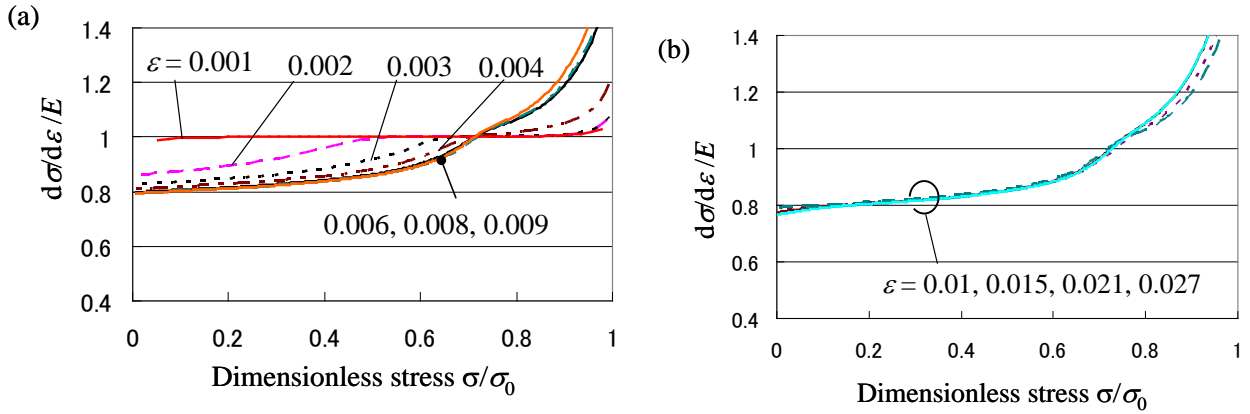 (a)
dσ/dε/E
1.4
1.2
1
0.8
0.6
0.4
ε = 0.001
0.002
0.003
0.004
0.006, 0.008, 0.009
0 0.2 0.4 0.6 0.8 1
Dimensionless stress σ/σ0
(b)
dσ/dε/E
1.4
1.2
1
0.8
0.6
0.4
ε = 0.01, 0.015, 0.021, 0.027
0 0.2 0.4 0.6 0.8 1
Dimensionless stress σ/σ0